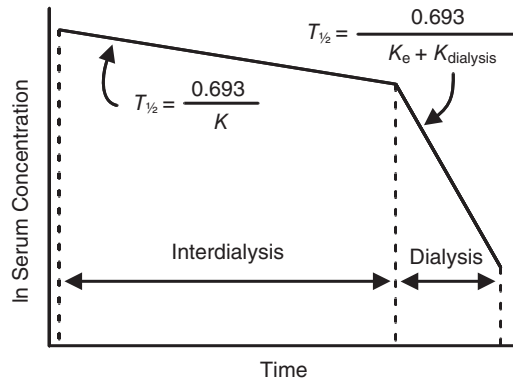 ln Serum Concentration
T½ = 0.693 / K
T½ = 0.693 / Ke + Kdialysis
Interdialysis
Dialysis
Time